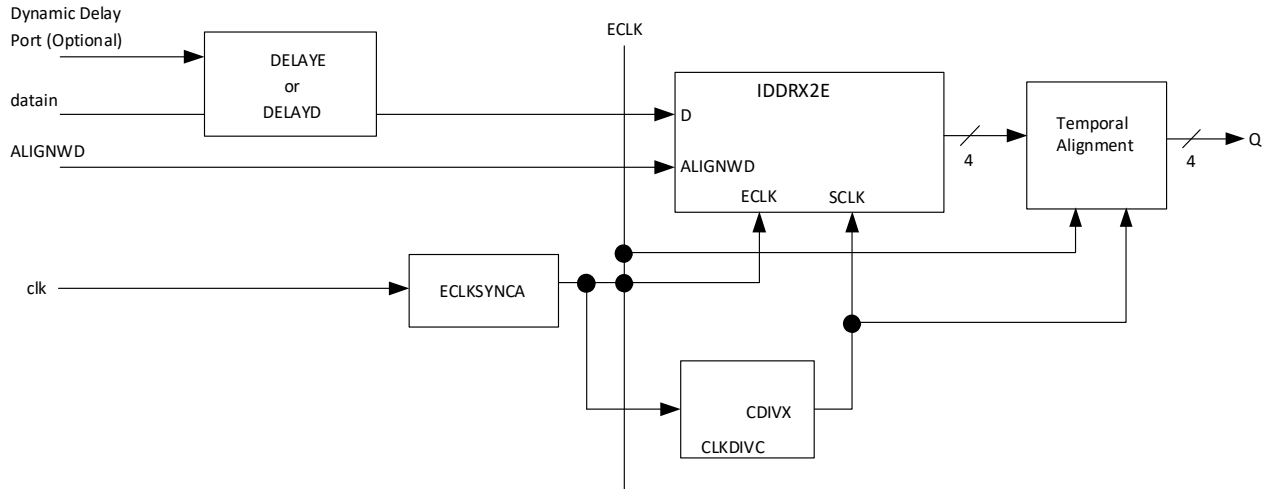 Dynamic Delay
Port (Optional)
ECLK
DELAYE
or
DELAYD
datain
IDDRX2E
D
Temporal
Alignment
Q
4
4
ALIGNWD
ALIGNWD
ECLK
SCLK
clk
ECLKSYNCA
CDIVX
CLKDIVC